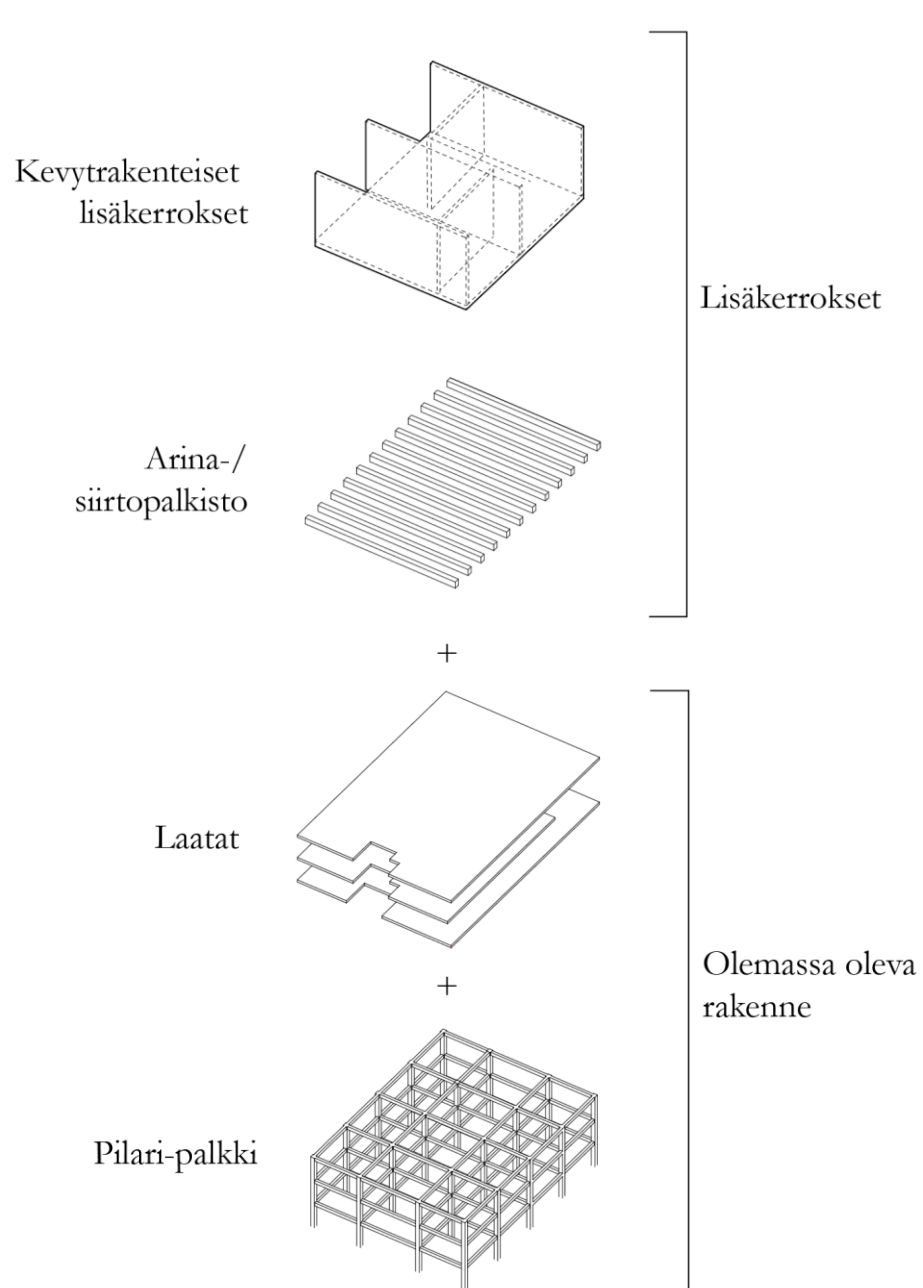 Kevytrakenteiset
lisäkerrokset
Lisäkerrokset
Arina-/
siirtopalkisto
+
Laatat
+
Olemassa oleva
rakenne
Pilari-palkki